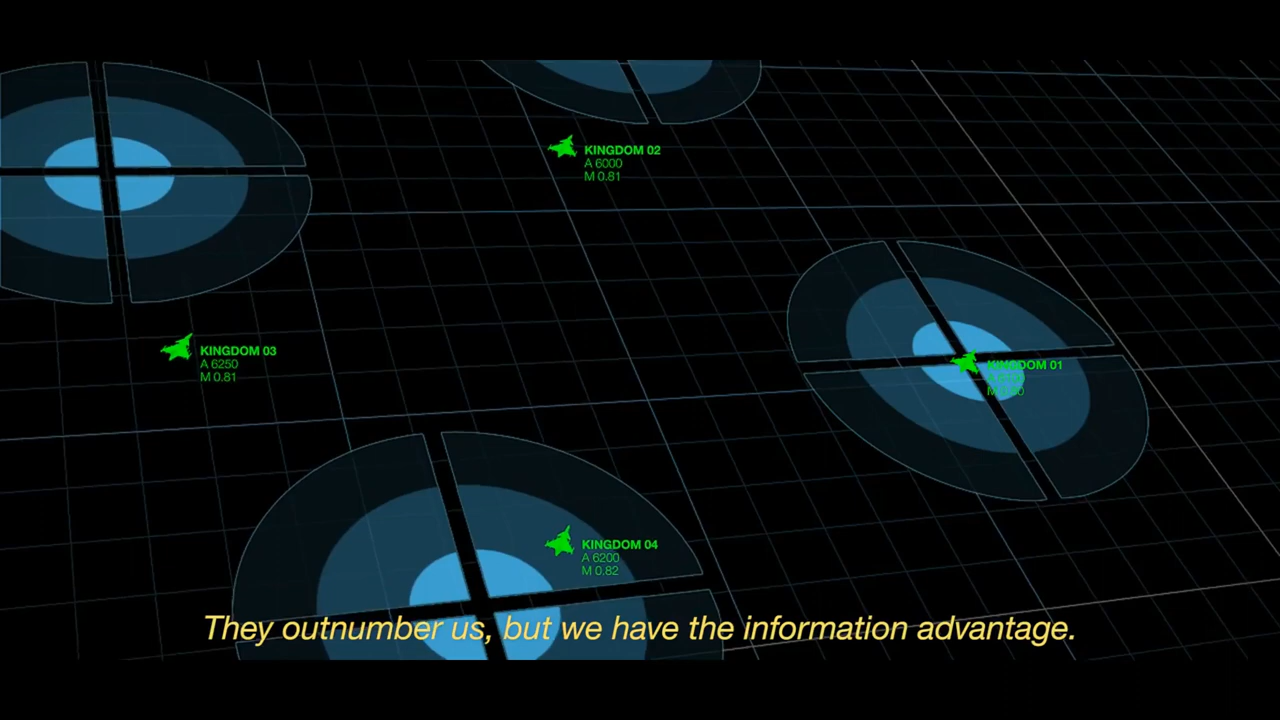 KINGDOM 02
A 6000
M 0.81
KINGDOM 03
A 6250
M 0.81
KINGDOM 01
KINGDOM 04
A 6200
M 0.82
They outnumber us, but we have the information advantage.